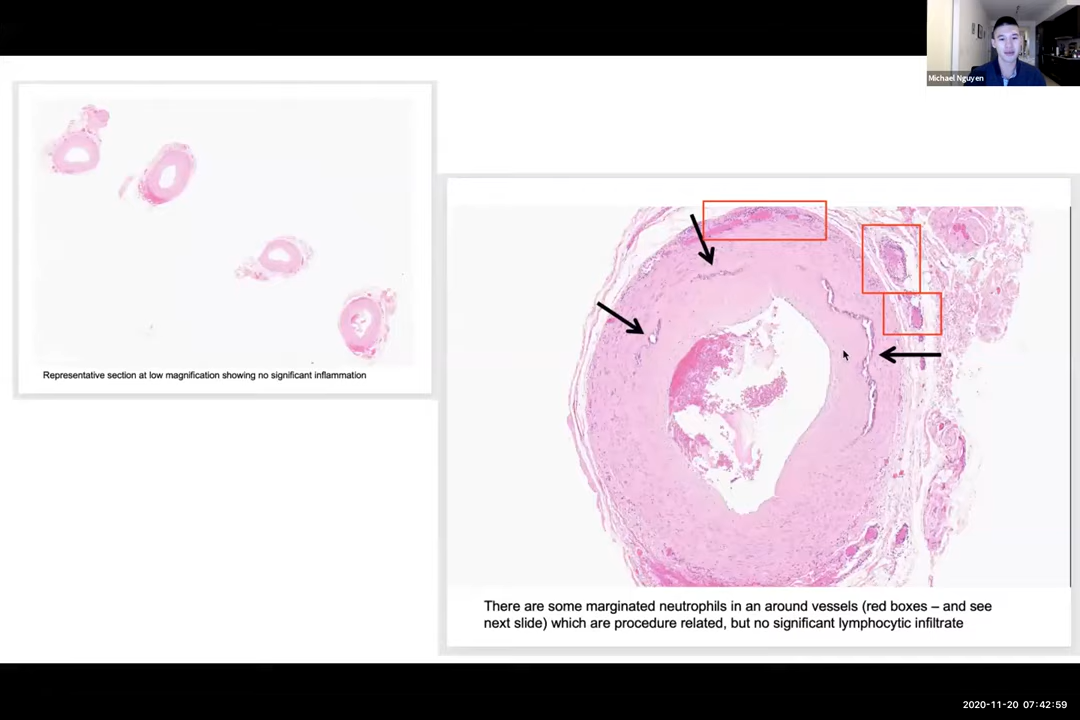 Michael Nguyen
Representative section at low magnification showing no significant inflammation
There are some marginated neutrophils in an around vessels (red boxes – and see
next slide) which are procedure related, but no significant lymphocytic infiltrate
2020-11-20 07:42:59